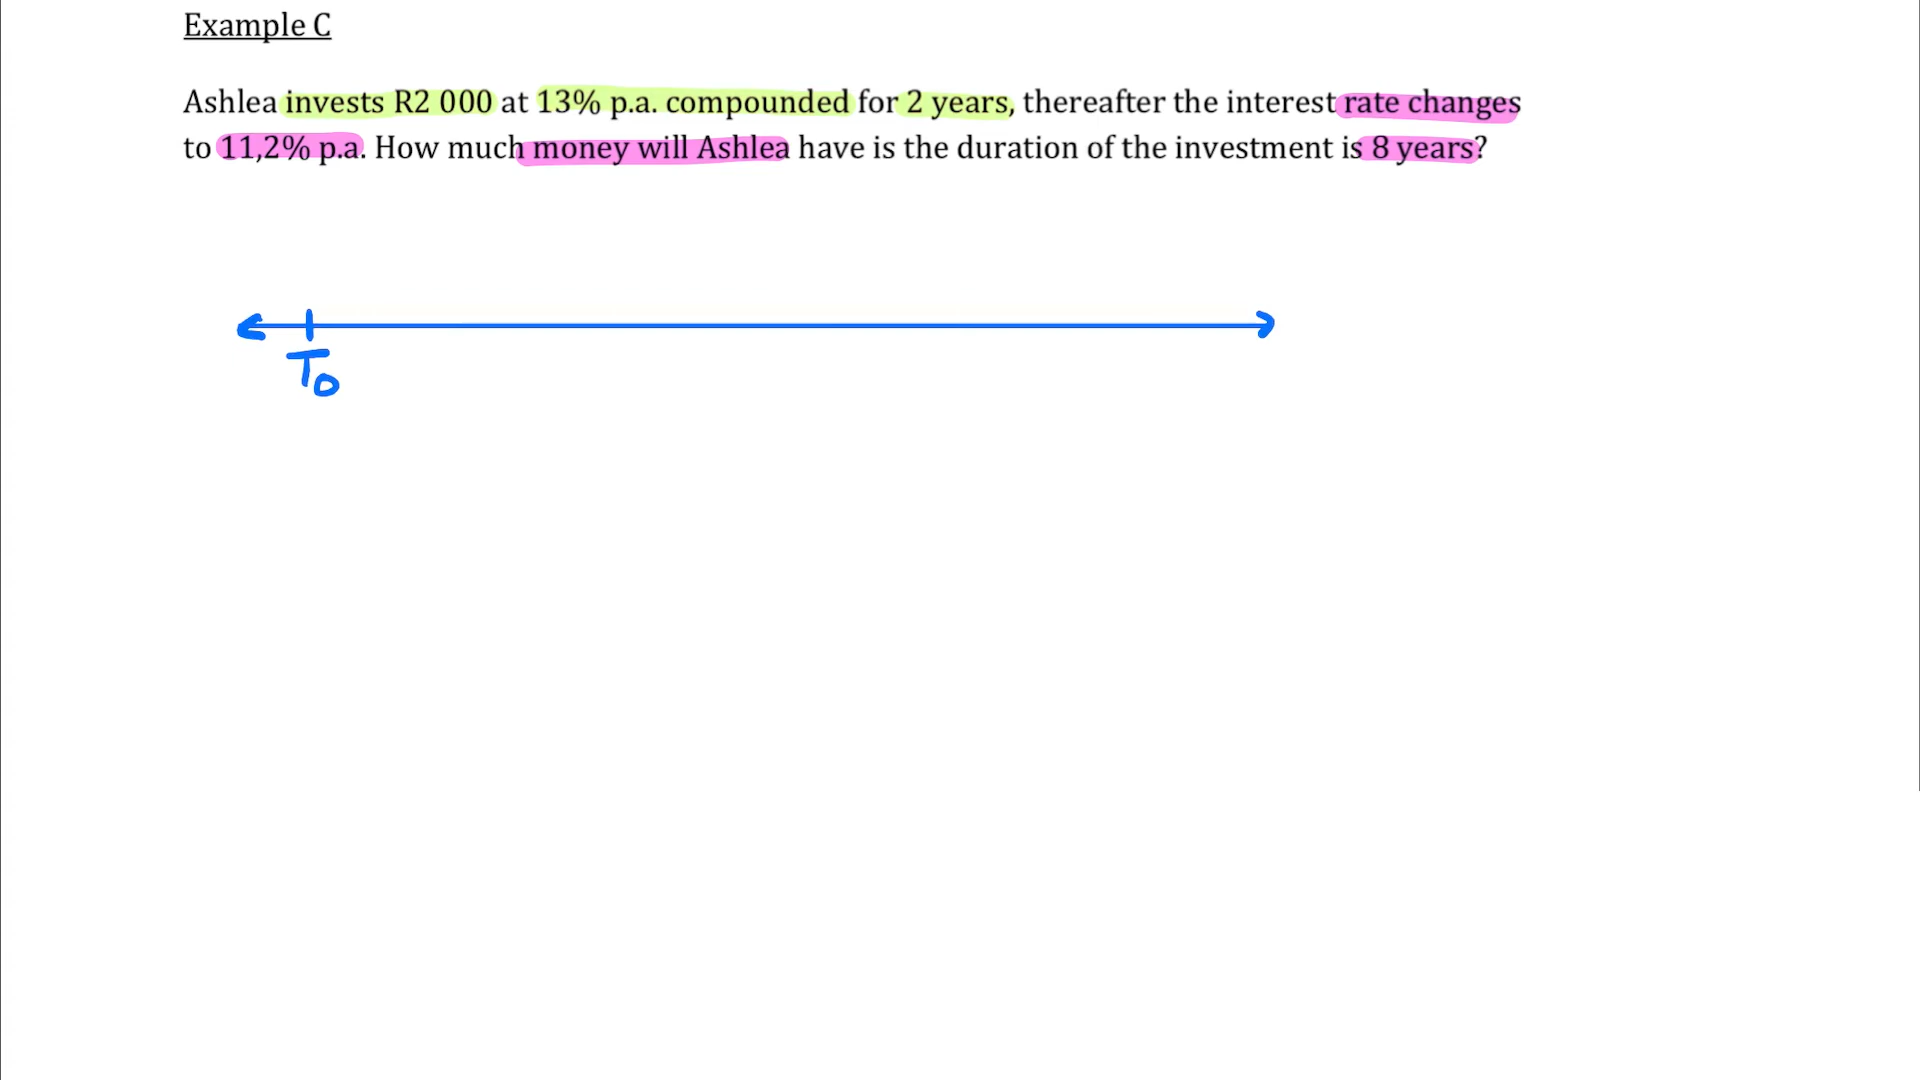 Example C
Ashlea invests R2 000 at 13% p.a. compounded for 2 years, thereafter the interest rate changes
to 11,2% p.a. How much money will Ashlea have is the duration of the investment is 8 years?
T0